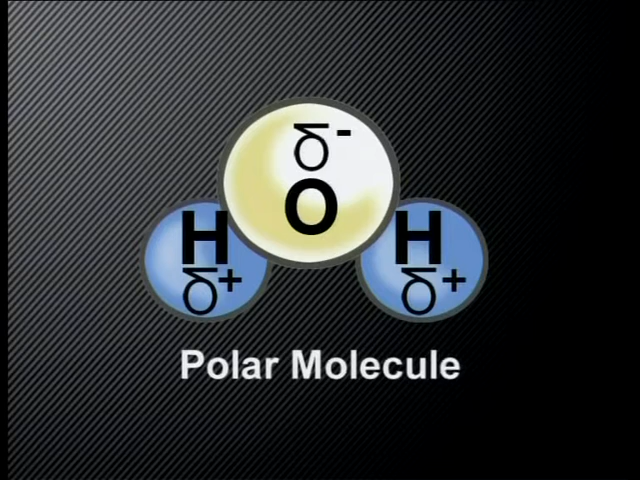 δ-
O
H H
δ+ δ+
Polar Molecule